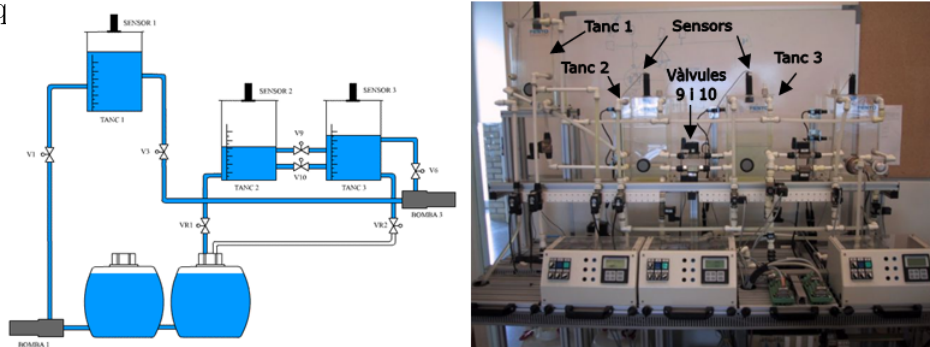 q
SENSOR 1
TANC 1
SENSOR 2
SENSOR 3
V1
V3
V9
V10
TANC 2
TANC 3
V6
BOMBA 3
VR1
VR2
BOMBA 1
Tanc 1
Sensors
Tanc 2
Vàlvules
9 i 10
Tanc 3